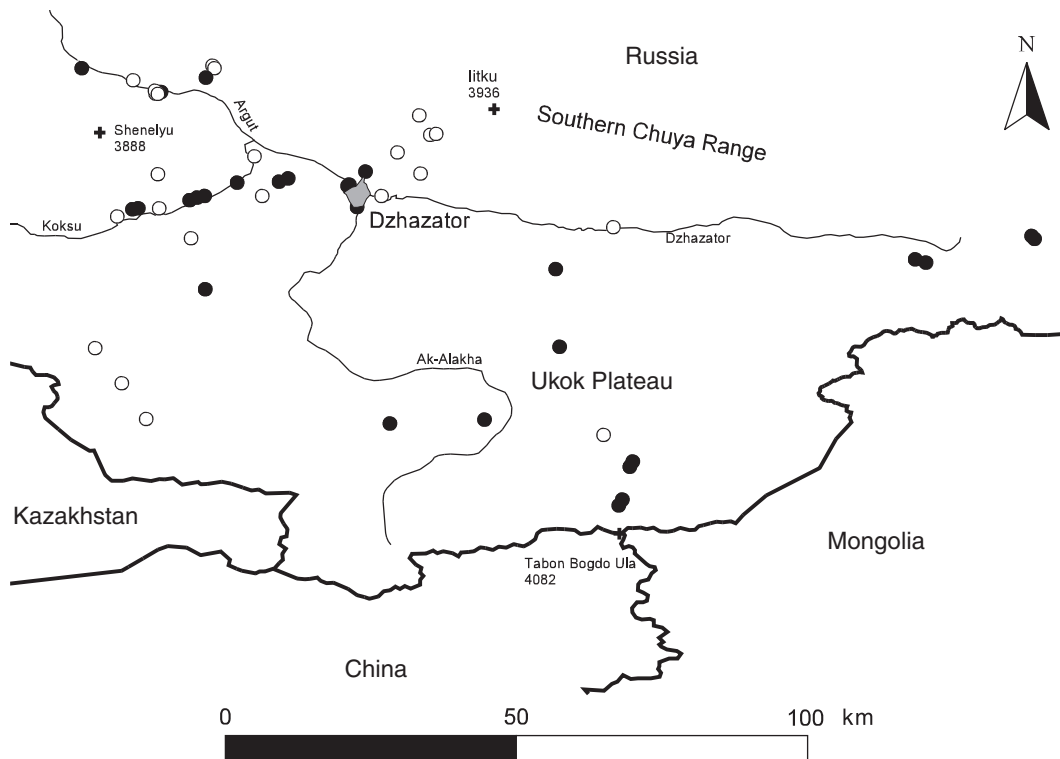 Russia
N
Iitku
3936
Southern Chuya Range
Argut
Shenelyu
3888
Dzhazator
Koksu
Dzhazator
Ak-Alakha
Ukok Plateau
Kazakhstan
Mongolia
Tabon Bogdo Ula
4082
China
0 50 100 km